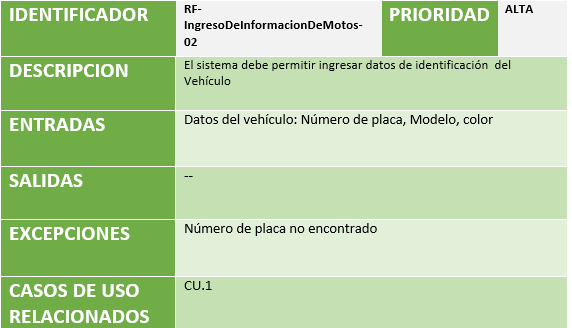 IDENTIFICADOR
RF-
IngresoDeInformacionDeMotos-
02
PRIORIDAD
ALTA
DESCRIPCION
El sistema debe permitir ingresar datos de identificación  del
Vehículo
ENTRADAS
Datos del vehículo: Número de placa, Modelo, color
SALIDAS
--
EXCEPCIONES
Número de placa no encontrado
CASOS DE USO
RELACIONADOS
CU.1